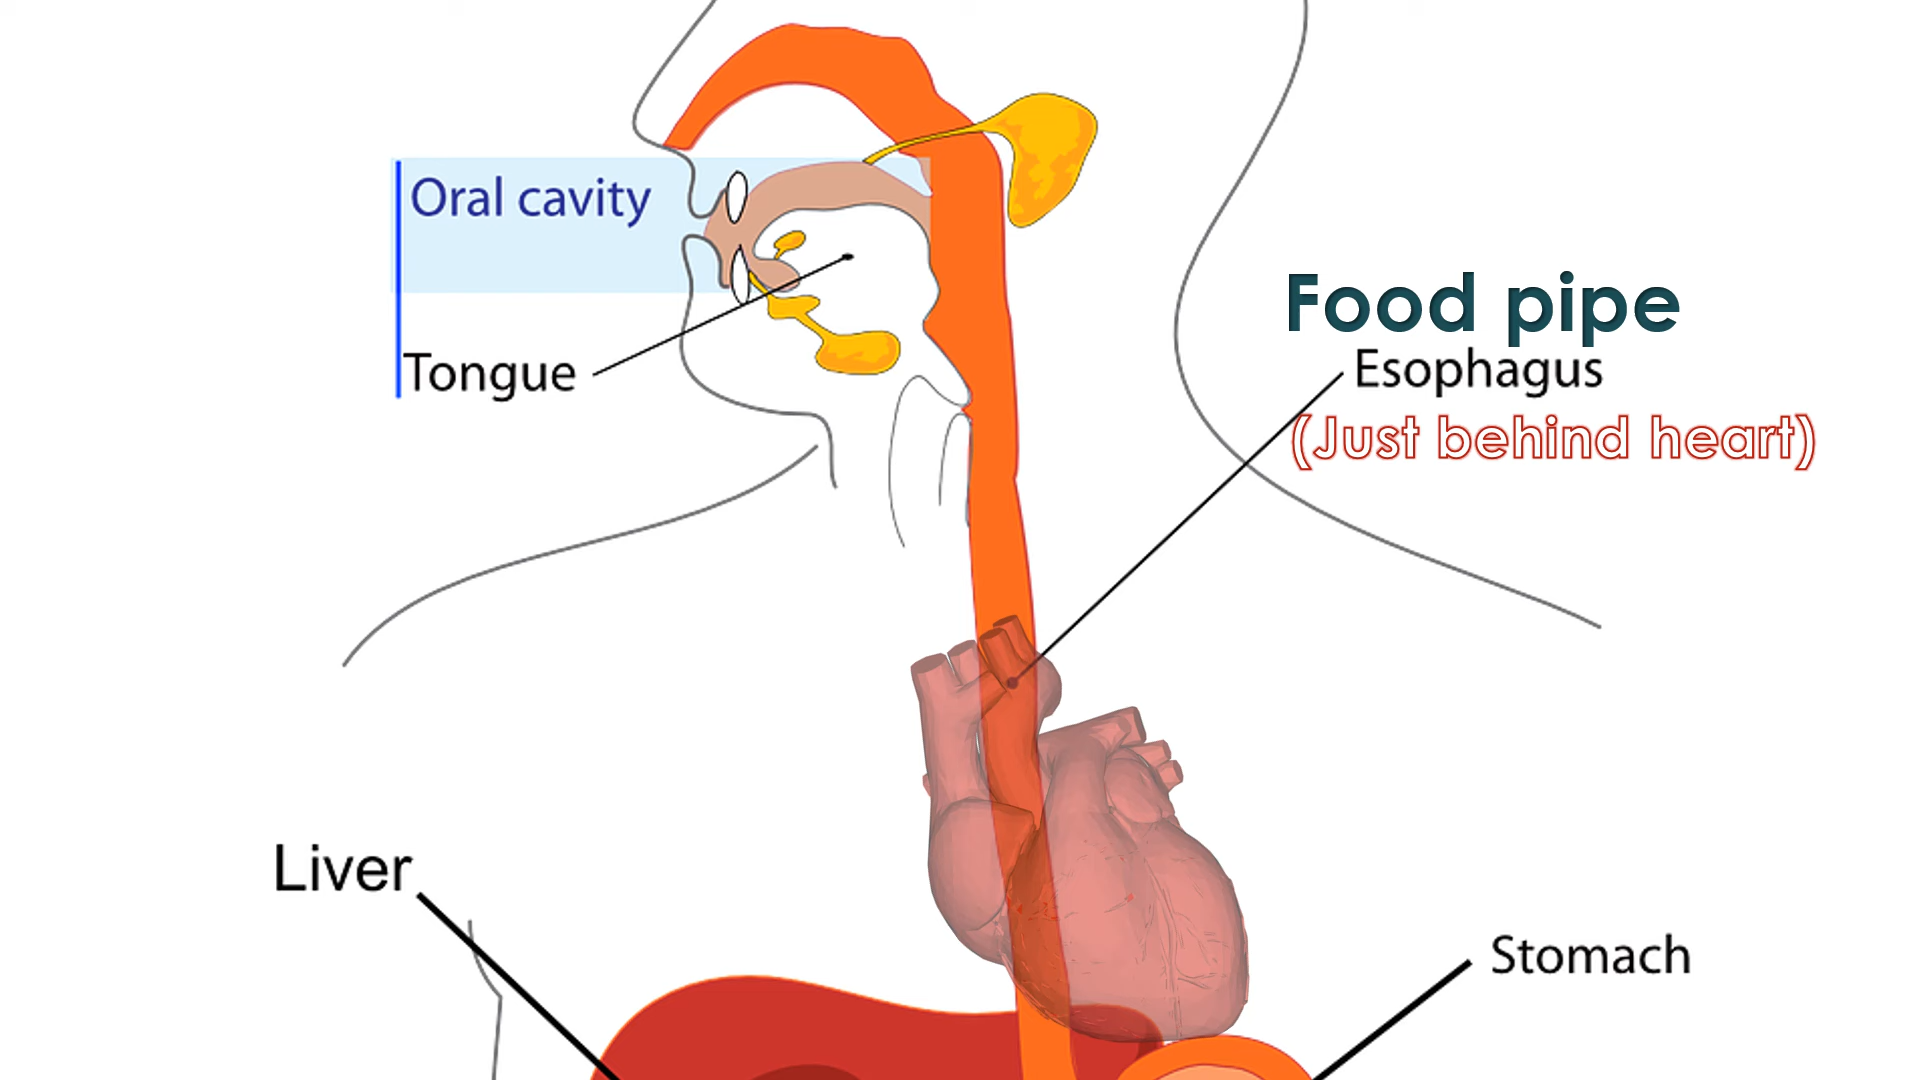 Oral cavity
Tongue
Food pipe
Esophagus
(Just behind heart)
Liver
Stomach